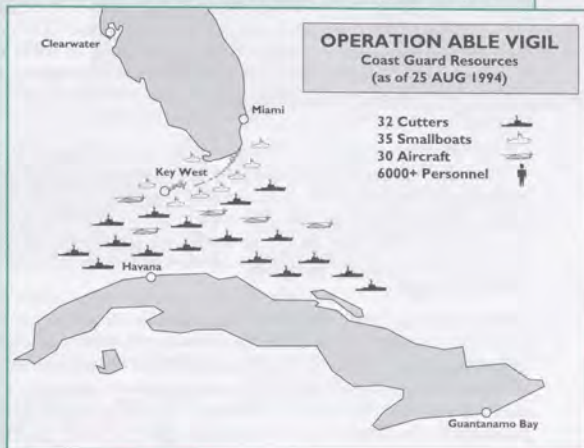 Clearwater
OPERATION ABLE VIGIL
Coast Guard Resources
(as of 25 AUG 1994)
Miami
32 Cutters
35 Smallboats
30 Aircraft
6000+ Personnel
Key West
Havana
Guantanamo Bay